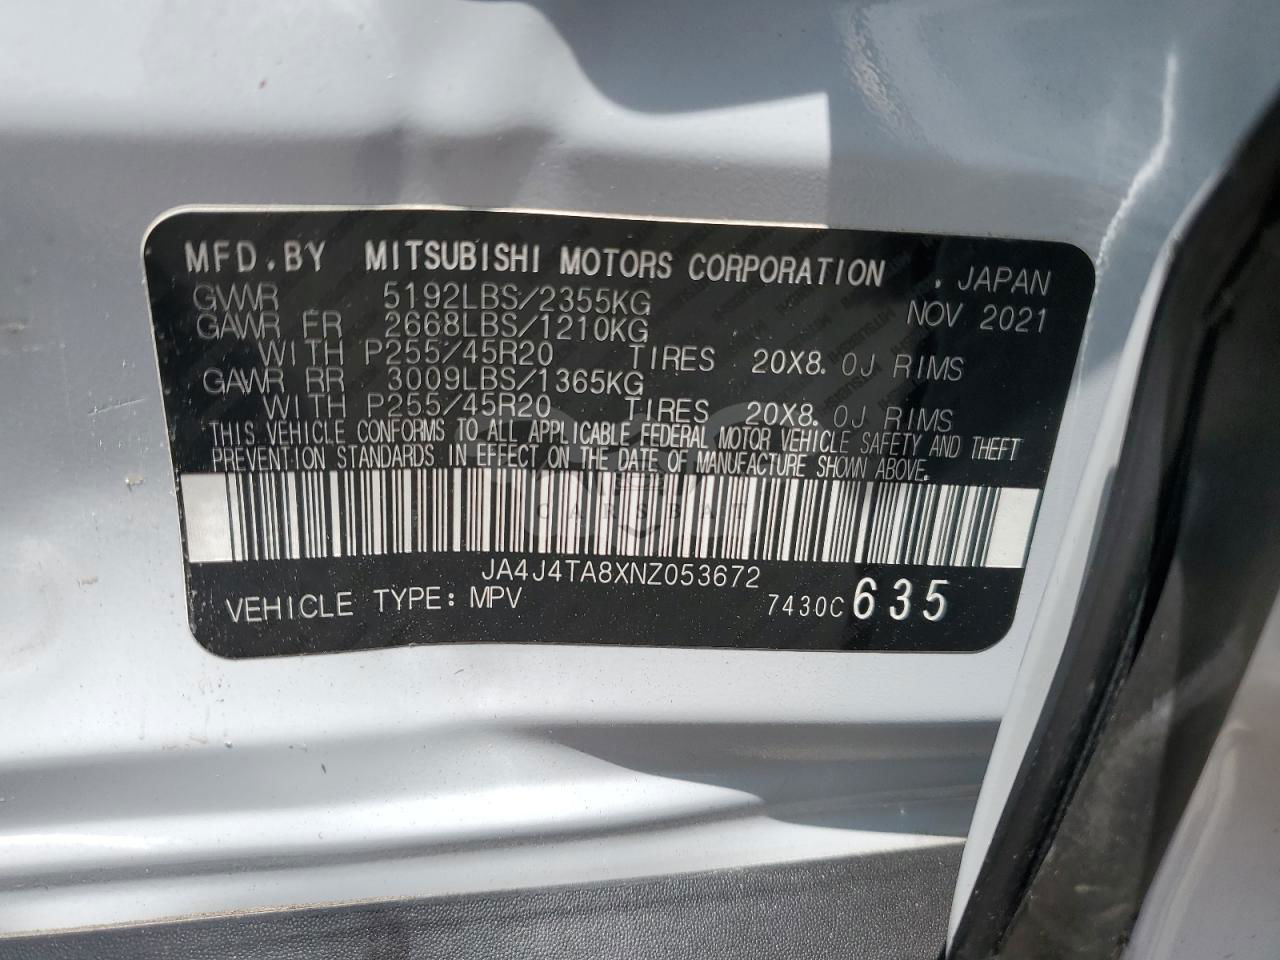 MFD.BY MITSUBISHI MOTORS CORPORATION , JAPAN
GVWR 5192LBS/2355KG NOV 2021
GAWR FR 2668LBS/1210KG
WITH P255/45R20 TIRES 20X8.0J RIMS
GAWR RR 3009LBS/1365KG
WITH P255/45R20 TIRES 20X8.0J RIMS
THIS VEHICLE CONFORMS TO ALL APPLICABLE FEDERAL MOTOR VEHICLE SAFETY AND THEFT
PREVENTION STANDARDS IN EFFECT ON THE DATE OF MANUFACTURE SHOWN ABOVE.
CARSBAT
JA4J4TA8XNZ053672
VEHICLE TYPE: MPV 7430C 635